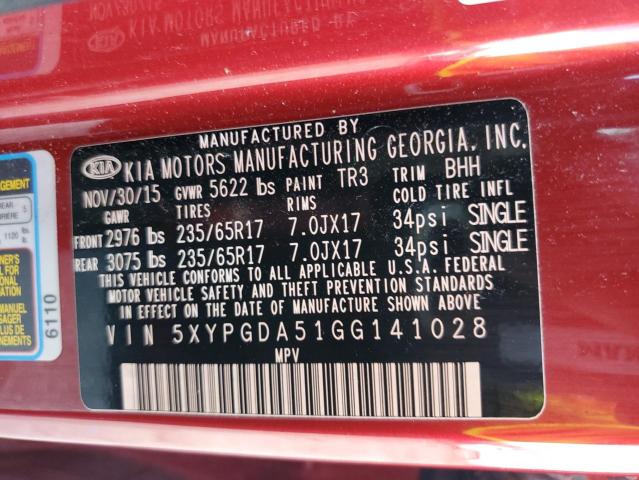 MANUFACTURED BY
KIA KIA MOTORS MANUFACTURING GEORGIA, INC.
NOV/30/15 GVWR 5622 lbs PAINT TR3 TRIM BHH
GAWR TIRES RIMS COLD TIRE INFL
FRONT 2976 lbs 235/65R17 7.0JX17 34psi SINGLE
REAR 3075 lbs 235/65R17 7.0JX17 34psi SINGLE
THIS VEHICLE CONFORMS TO ALL APPLICABLE U.S.A. FEDERAL
MOTOR VEHICLE SAFETY AND THEFT PREVENTION STANDARDS
IN EFFECT ON THE DATE OF MANUFACTURE SHOWN ABOVE.
VIN 5XYPGDA51GG141028
MPV
6110